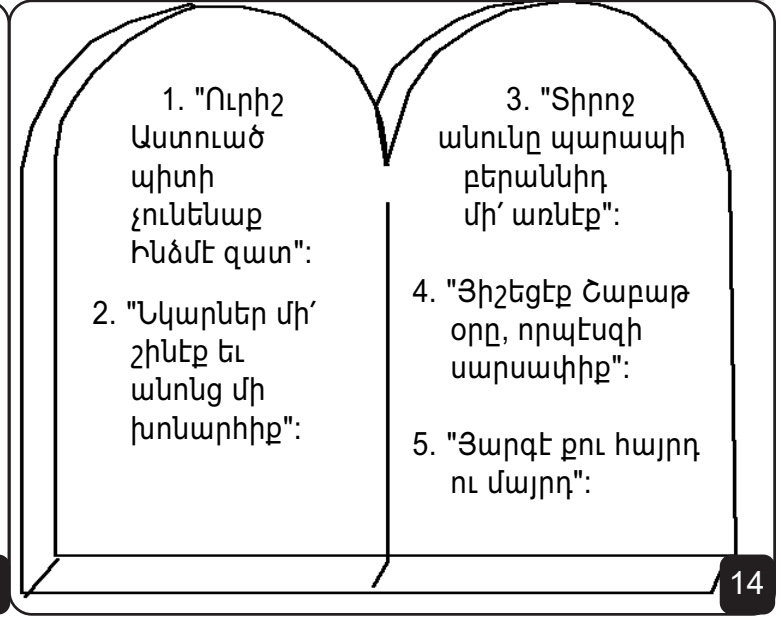 1. "Ուրիշ
Աստուած
պիտի
չունենաք
Ինձմէ զատ":
2. "Նկարներ մի՛
շինէք եւ
անոնց մի
խոնարհիք":
3. "Տիրոջ
անունը պարապի
բերաննիդ
մի՛ առնէք":
4. "Յիշեցէք Շաբաթ
օրը, որպէսզի
սարսափիք":
5. "Յարգէ քու հայրդ
ու մայրդ":
14